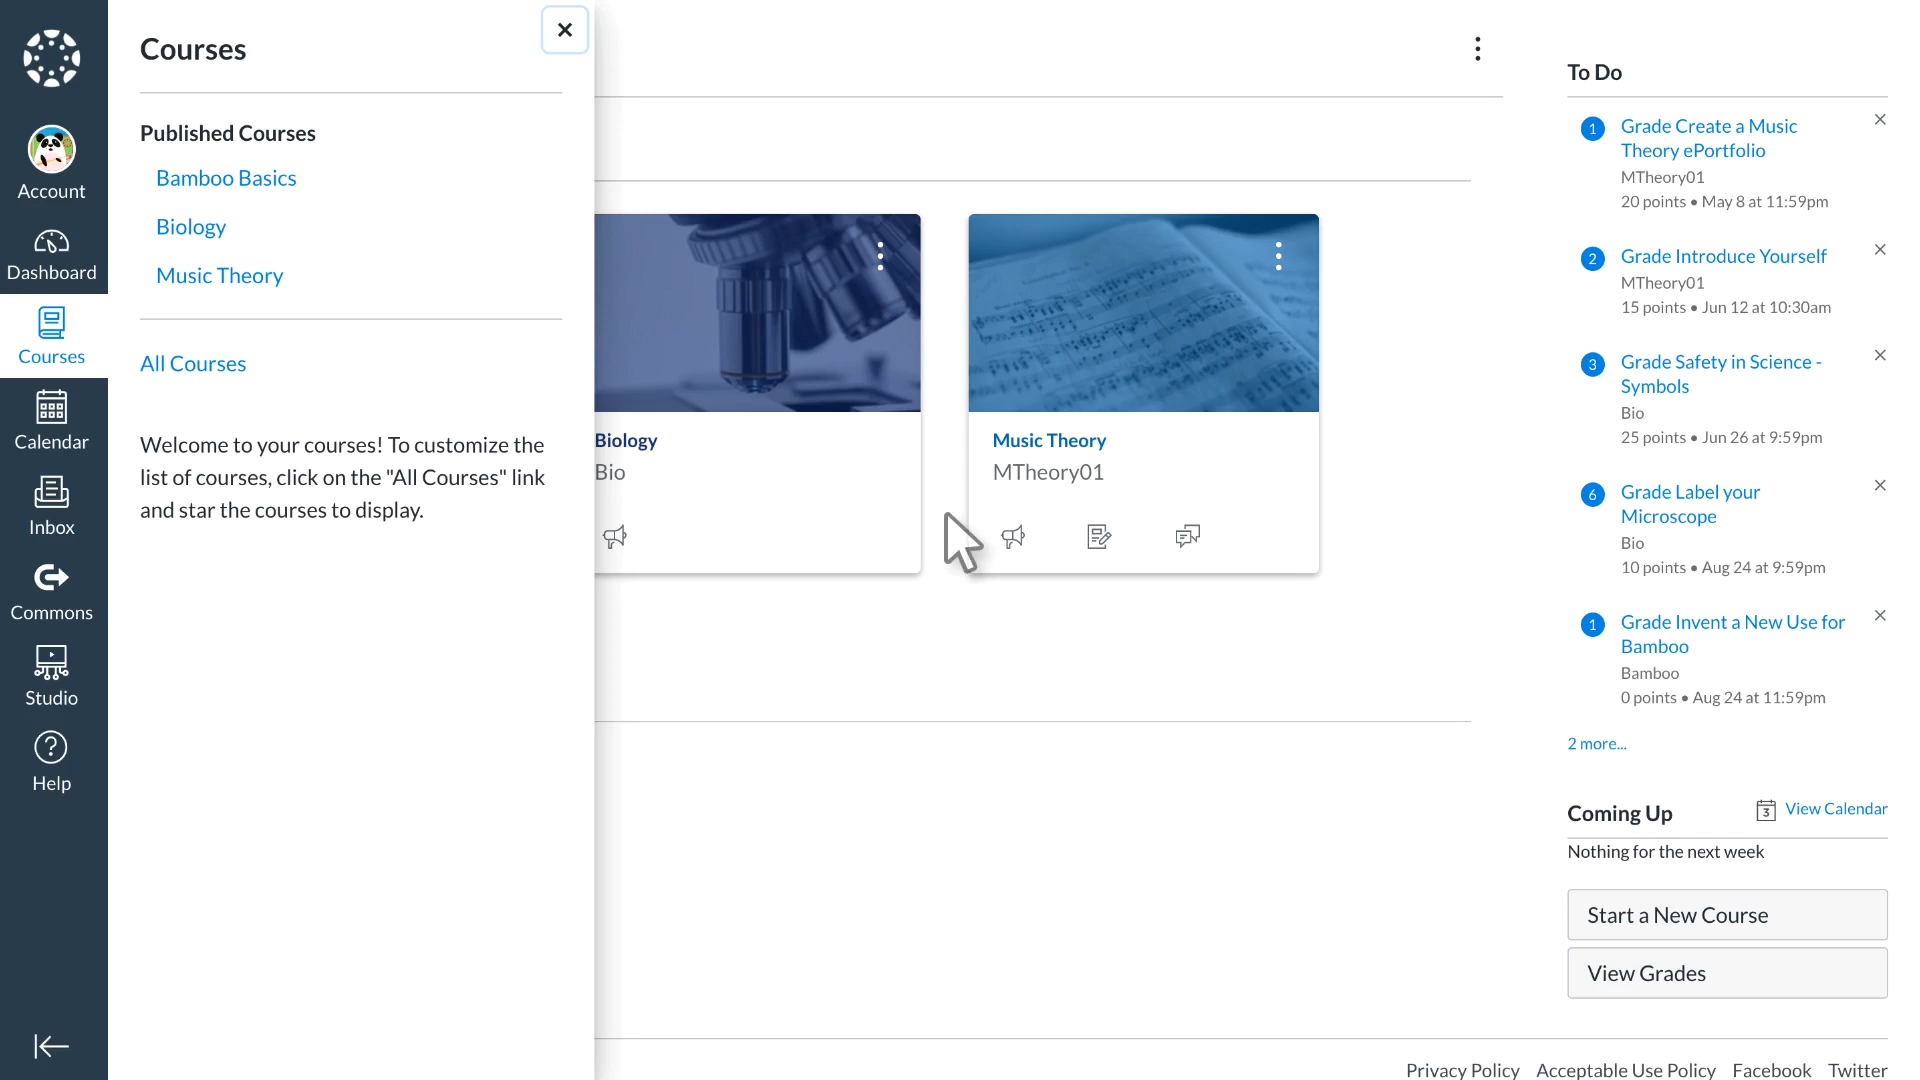 Account
Dashboard
Courses
Calendar
Inbox
Commons
Studio
Help
Courses
Published Courses
Bamboo Basics
Biology
Music Theory
All Courses
Welcome to your courses! To customize the
list of courses, click on the "All Courses" link
and star the courses to display.
Biology
Bio
Music Theory
MTheory01
To Do
1
Grade Create a Music
Theory ePortfolio
MTheory01
20 points • May 8 at 11:59pm
2
Grade Introduce Yourself
MTheory01
15 points • Jun 12 at 10:30am
3
Grade Safety in Science -
Symbols
Bio
25 points • Jun 26 at 9:59pm
6
Grade Label your
Microscope
Bio
10 points • Aug 24 at 9:59pm
1
Grade Invent a New Use for
Bamboo
Bamboo
0 points • Aug 24 at 11:59pm
2 more...
Coming Up
3 View Calendar
Nothing for the next week
Start a New Course
View Grades
Privacy Policy Acceptable Use Policy Facebook Twitter